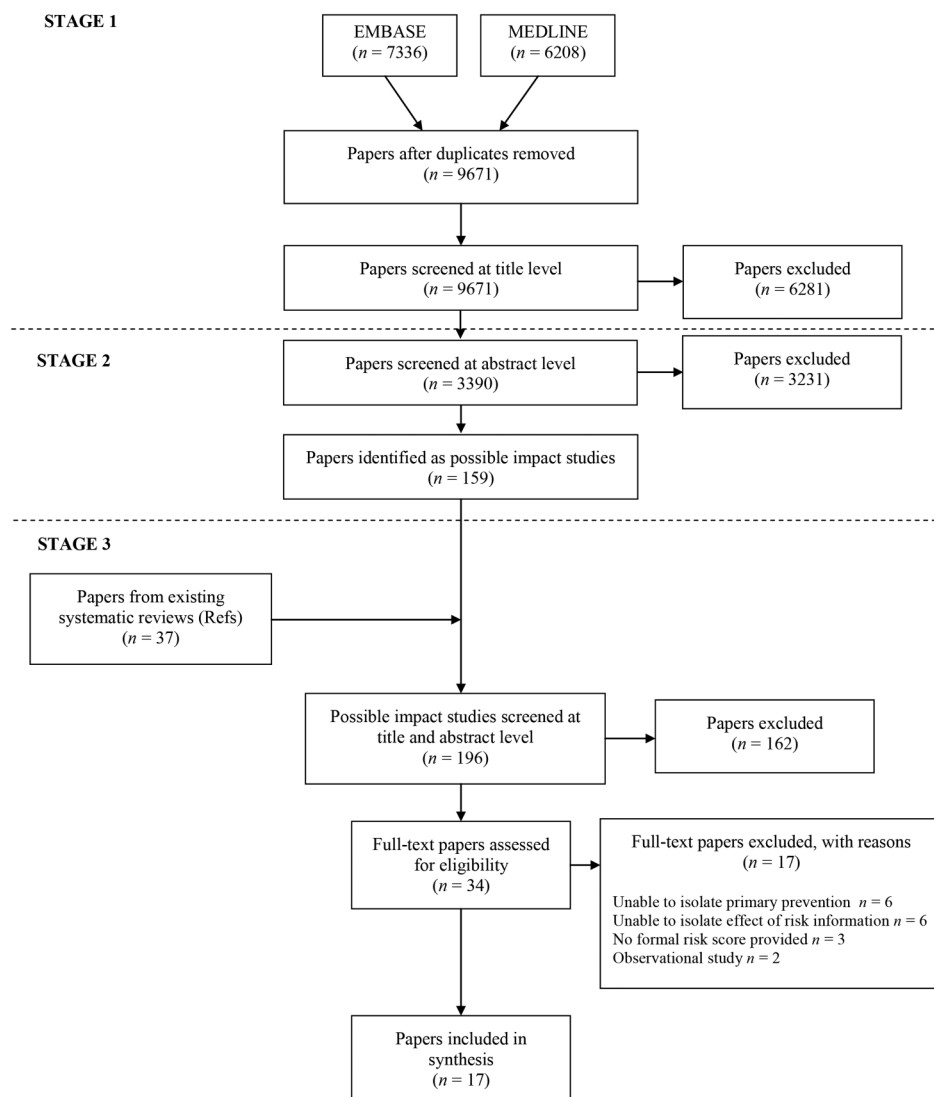 STAGE 1
EMBASE
(n = 7336)
MEDLINE
(n = 6208)
Papers after duplicates removed
(n = 9671)
Papers screened at title level
(n = 9671)
Papers excluded
(n = 6281)
STAGE 2
Papers screened at abstract level
(n = 3390)
Papers excluded
(n = 3231)
Papers identified as possible impact studies
(n = 159)
STAGE 3
Papers from existing
systematic reviews (Refs)
(n = 37)
Possible impact studies screened at
title and abstract level
(n = 196)
Papers excluded
(n = 162)
Full-text papers assessed
for eligibility
(n = 34)
Full-text papers excluded, with reasons
(n = 17)
Unable to isolate primary prevention n = 6
Unable to isolate effect of risk information n = 6
No formal risk score provided n = 3
Observational study n = 2
Papers included in
synthesis
(n = 17)